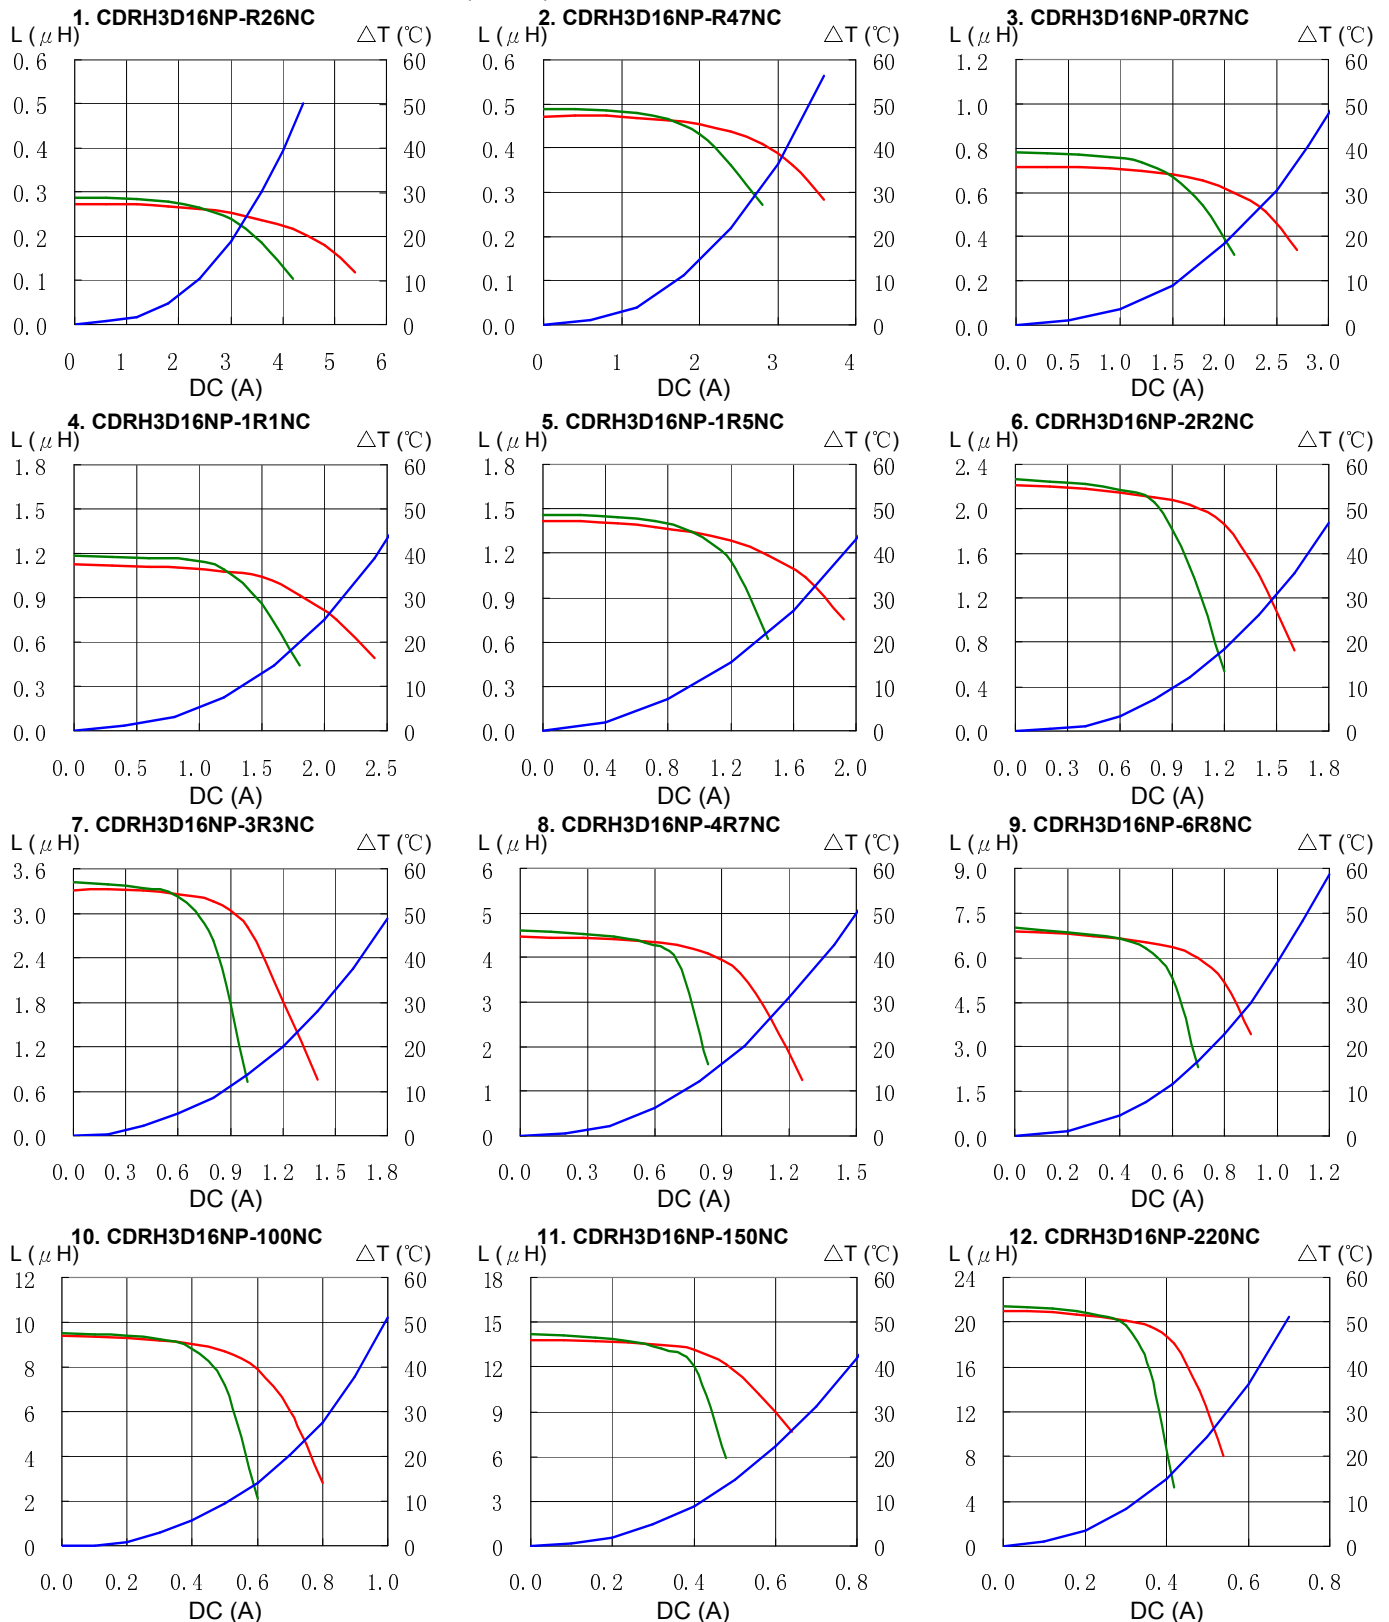 1. CDRH3D16NP-R26NC
L (μ H) △T (℃)
0.6 60
0.5 50
0.4 40
0.3 30
0.2 20
0.1 10
0.0 0
0 1 2 3 4 5 6
DC (A)
2. CDRH3D16NP-R47NC
L (μ H) △T (℃)
0.6 60
0.5 50
0.4 40
0.3 30
0.2 20
0.1 10
0.0 0
0 1 2 3 4
DC (A)
3. CDRH3D16NP-0R7NC
L (μ H) △T (℃)
1.2 60
1.0 50
0.8 40
0.6 30
0.4 20
0.2 10
0.0 0
0.0 0.5 1.0 1.5 2.0 2.5 3.0
DC (A)
4. CDRH3D16NP-1R1NC
L (μ H) △T (℃)
1.8 60
1.5 50
1.2 40
0.9 30
0.6 20
0.3 10
0.0 0
0.0 0.5 1.0 1.5 2.0 2.5
DC (A)
5. CDRH3D16NP-1R5NC
L (μ H) △T (℃)
1.8 60
1.5 50
1.2 40
0.9 30
0.6 20
0.3 10
0.0 0
0.0 0.4 0.8 1.2 1.6 2.0
DC (A)
6. CDRH3D16NP-2R2NC
L (μ H) △T (℃)
2.4 60
2.0 50
1.6 40
1.2 30
0.8 20
0.4 10
0.0 0
0.0 0.3 0.6 0.9 1.2 1.5 1.8
DC (A)
7. CDRH3D16NP-3R3NC
L (μ H) △T (℃)
3.6 60
3.0 50
2.4 40
1.8 30
1.2 20
0.6 10
0.0 0
0.0 0.3 0.6 0.9 1.2 1.5 1.8
DC (A)
8. CDRH3D16NP-4R7NC
L (μ H) △T (℃)
6 60
5 50
4 40
3 30
2 20
1 10
0 0
0.0 0.3 0.6 0.9 1.2 1.5
DC (A)
9. CDRH3D16NP-6R8NC
L (μ H) △T (℃)
9.0 60
7.5 50
6.0 40
4.5 30
3.0 20
1.5 10
0.0 0
0.0 0.2 0.4 0.6 0.8 1.0 1.2
DC (A)
10. CDRH3D16NP-100NC
L (μ H) △T (℃)
12 60
10 50
8 40
6 30
4 20
2 10
0 0
0.0 0.2 0.4 0.6 0.8 1.0
DC (A)
11. CDRH3D16NP-150NC
L (μ H) △T (℃)
18 60
15 50
12 40
9 30
6 20
3 10
0 0
0.0 0.2 0.4 0.6 0.8
DC (A)
12. CDRH3D16NP-220NC
L (μ H) △T (℃)
24 60
20 50
16 40
12 30
8 20
4 10
0 0
0.0 0.2 0.4 0.6 0.8
DC (A)